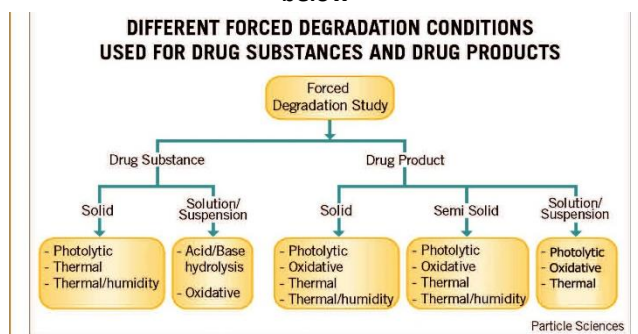 below
DIFFERENT FORCED DEGRADATION CONDITIONS
USED FOR DRUG SUBSTANCES AND DRUG PRODUCTS
Forced
Degradation Study
Drug Substance
Drug Product
Solid
Solution/
Suspension
Solid
Semi Solid
Solution/
Suspension
- Photolytic
- Thermal
- Thermal/humidity
- Acid/Base
hydrolysis
- Oxidative
- Photolytic
- Oxidative
- Thermal
- Thermal/humidity
- Photolytic
- Oxidative
- Thermal
- Thermal/humidity
- Photolytic
- Oxidative
- Thermal
Particle Sciences